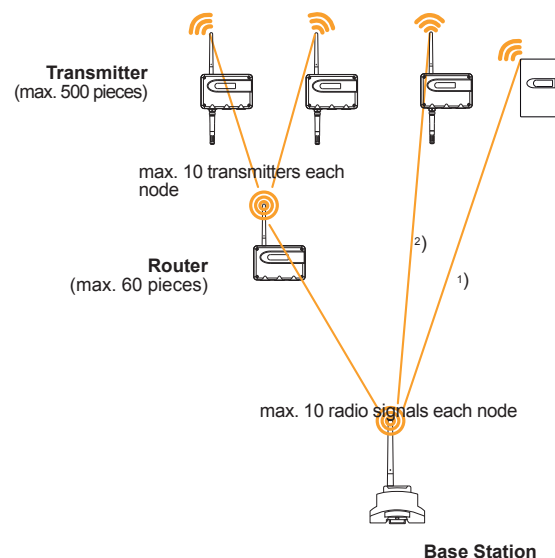 Transmitter
(max. 500 pieces)
max. 10 transmitters each
node
Router
(max. 60 pieces)
2)
1)
max. 10 radio signals each node
Base Station